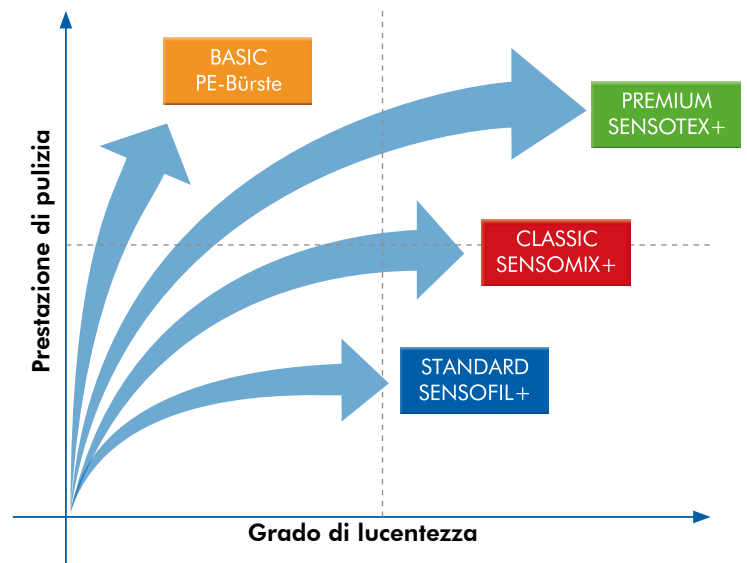 BASIC
PE-Bürste
PREMIUM
SENSOTEX+
CLASSIC
SENSOMIX+
STANDARD
SENSOFIL+
Prestazione di pulizia
Grado di lucentezza